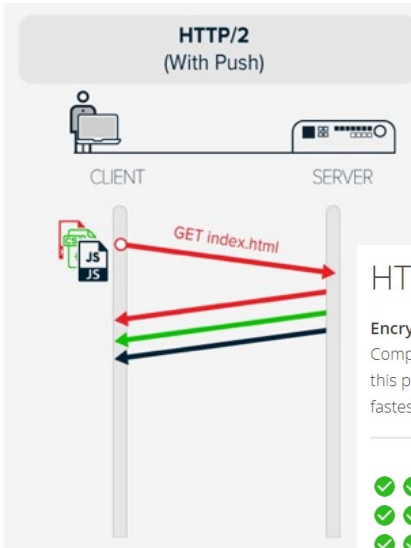 HTTP/2
(With Push)
CLIENT
SERVER
GET index.html
JS
JS
HT
Encry
Comp
this p
fastes